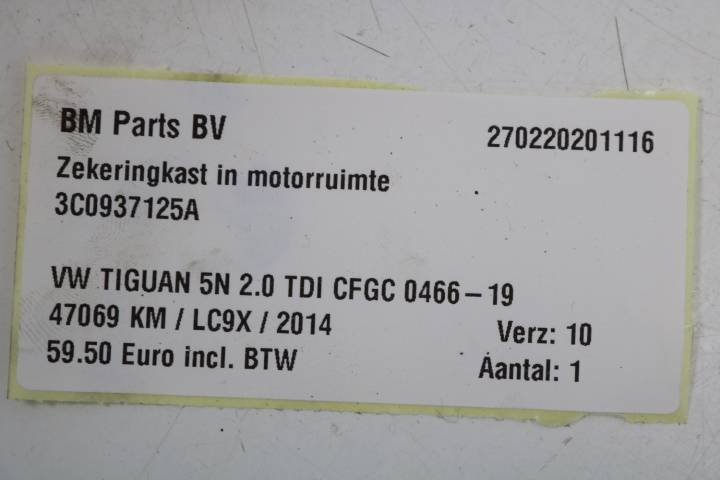 BM Parts BV 270220201116
Zekeringkast in motorruimte
3C0937125A
VW TIGUAN 5N 2.0 TDI CFGC 0466-19
47069 KM / LC9X / 2014 Verz: 10
59.50 Euro incl. BTW Aantal: 1